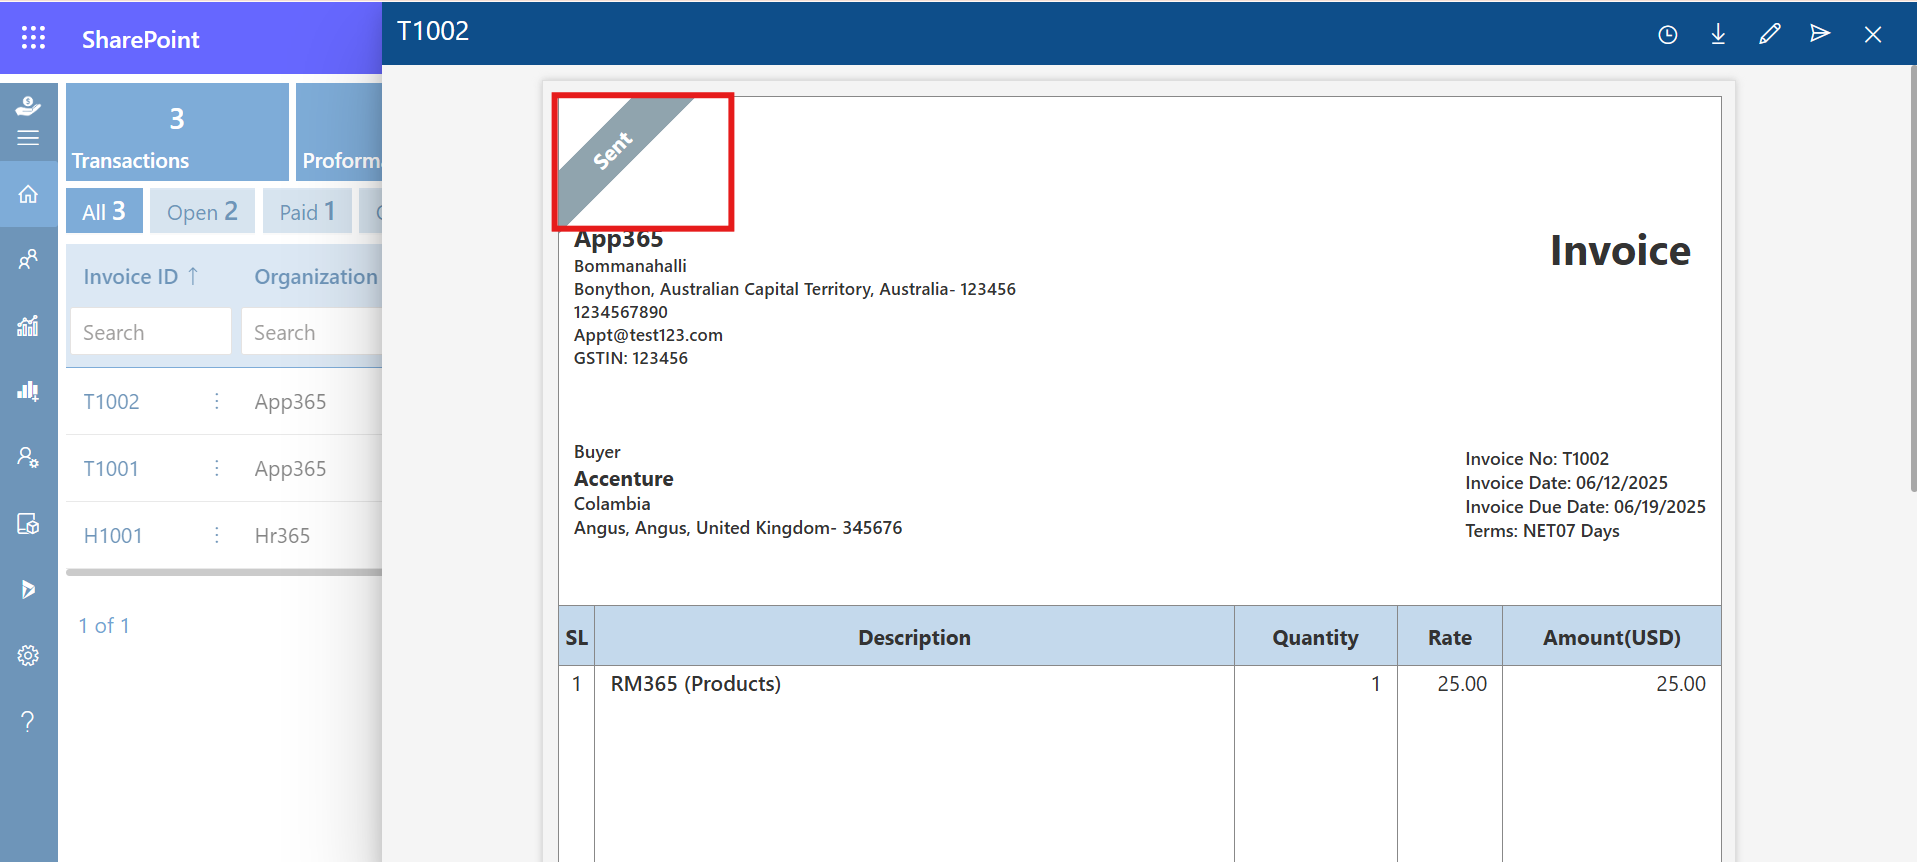 SharePoint
T1002
3
Transactions
Proforma
All 3
Open 2
Paid 1
Invoice ID ↑
Organization
Search
Search
T1002
App365
T1001
App365
H1001
Hr365
1 of 1
Sent
App365
Bommanahalli
Bonython, Australian Capital Territory, Australia- 123456
1234567890
Appt@test123.com
GSTIN: 123456
Invoice
Buyer
Accenture
Colambia
Angus, Angus, United Kingdom- 345676
Invoice No: T1002
Invoice Date: 06/12/2025
Invoice Due Date: 06/19/2025
Terms: NET07 Days
SL Description Quantity Rate Amount(USD)
1 RM365 (Products) 1 25.00 25.00